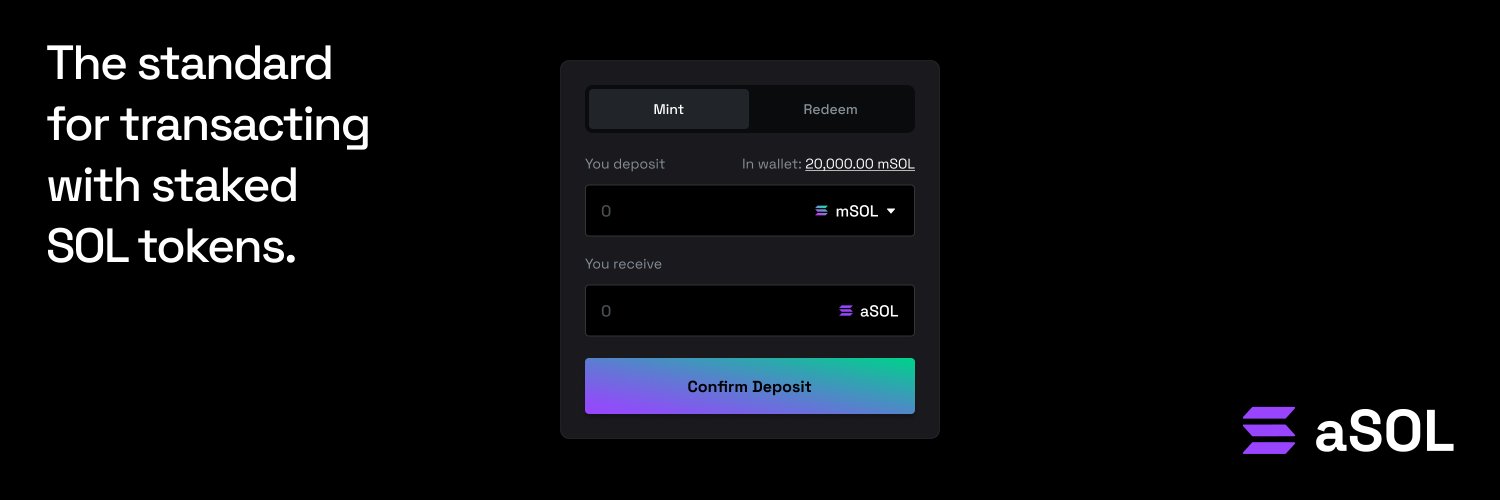 The standard
for transacting
with staked
SOL tokens.
Mint Redeem
You deposit In wallet: 20,000.00 mSOL
0 mSOL
You receive
0 aSOL
Confirm Deposit
aSOL